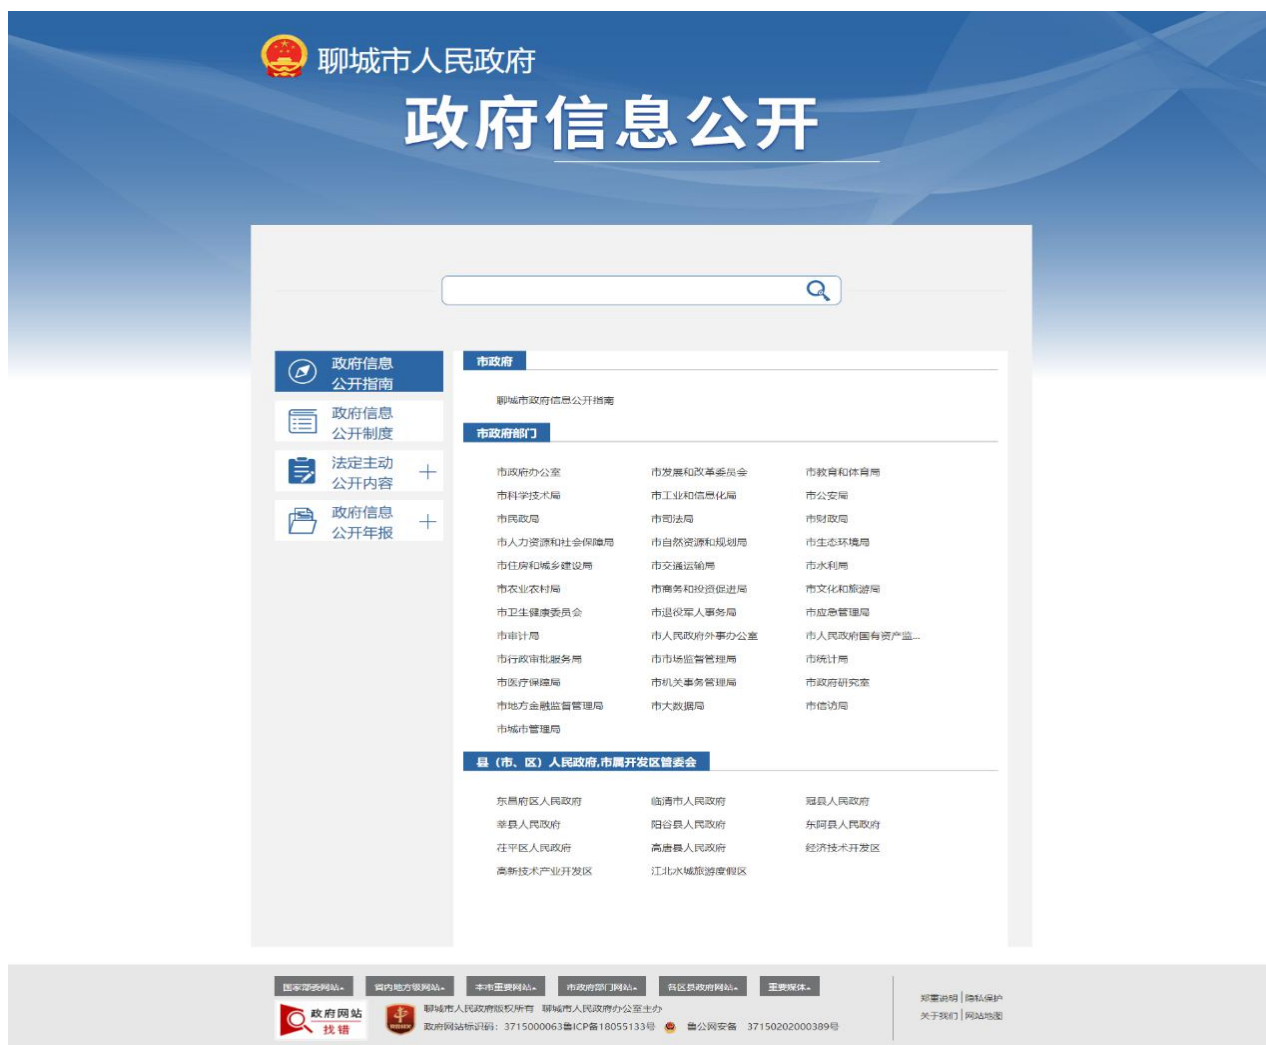 聊城市人民政府
政府信息公开
政府信息
公开指南
政府信息
公开制度
法定主动
公开内容
政府信息
公开年报
市政府
聊城市政府信息公开指南
市政府部门
市政府办公室 市发展和改革委员会 市教育和体育局
市科学技术局 市工业和信息化局 市公安局
市民政局 市司法局 市财政局
市人力资源和社会保障局 市自然资源和规划局 市生态环境局
市住房和城乡建设局 市交通运输局 市水利局
市农业农村局 市商务和投资促进局 市文化和旅游局
市卫生健康委员会 市退役军人事务局 市应急管理局
市审计局 市人民政府外事办公室 市人民政府国有资产监...
市行政审批服务局 市市场监督管理局 市统计局
市医疗保障局 市机关事务管理局 市政府研究室
市地方金融监督管理局 市大数据局 市信访局
市城市管理局
县（市、区）人民政府,市属开发区管委会
东昌府区人民政府 临清市人民政府 冠县人民政府
莘县人民政府 阳谷县人民政府 东阿县人民政府
茌平区人民政府 高唐县人民政府 经济技术开发区
高新技术产业开发区 江北水城旅游度假区
国家部委网站 省内地方级网站 本市重要网站 市政府部门网站 各区县政府网站 重要媒体
政府网站
找错
聊城市人民政府版权所有 聊城市人民政府办公室主办
政府网站标识码：3715000063鲁ICP备18055133号 鲁公网安备 37150202000389号
郑重说明 | 隐私保护
关于我们 | 网站地图